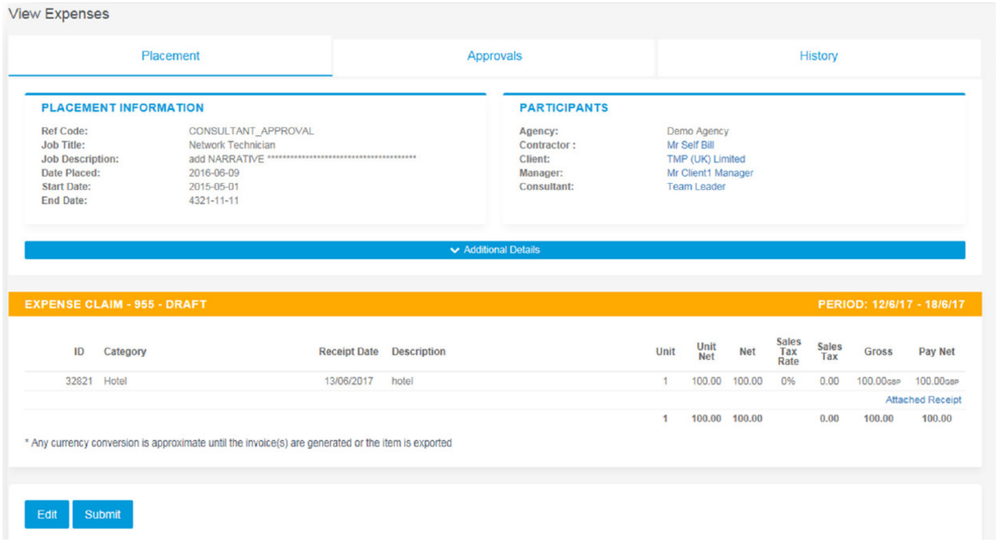 View Expenses
Placement Approvals History
PLACEMENT INFORMATION
Ref Code: CONSULTANT_APPROVAL
Job Title: Network Technician
Job Description: add NARRATIVE ****************************************
Date Placed: 2016-06-09
Start Date: 2015-05-01
End Date: 4321-11-11
PARTICIPANTS
Agency: Demo Agency
Contractor : Mr Self Bill
Client: TMP (UK) Limited
Manager: Mr Client1 Manager
Consultant: Team Leader
Additional Details
EXPENSE CLAIM - 955 - DRAFT PERIOD: 12/6/17 - 18/6/17
ID Category Receipt Date Description Unit Unit Net Net Sales Tax Rate Sales Tax Gross Pay Net
32821 Hotel 13/06/2017 hotel 1 100.00 100.00 0% 0.00 100.00GBP 100.00GBP
Attached Receipt
1 100.00 100.00 0.00 100.00 100.00
* Any currency conversion is approximate until the invoice(s) are generated or the item is exported
Edit Submit